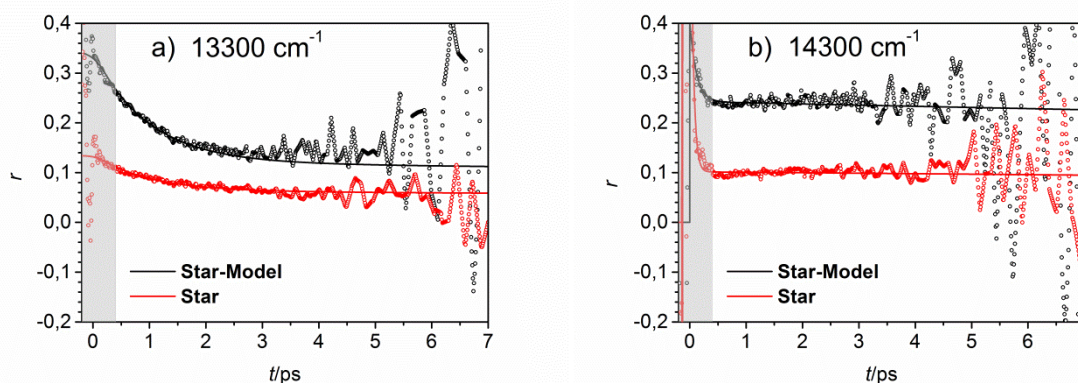 a) 13300 cm⁻¹
r
0,4
0,3
0,2
0,1
0,0
-0,1
-0,2
Star-Model
Star
0 1 2 3 4 5 6 7
t/ps
b) 14300 cm⁻¹
r
0,4
0,3
0,2
0,1
0,0
-0,1
-0,2
Star-Model
Star
0 1 2 3 4 5 6
t/ps